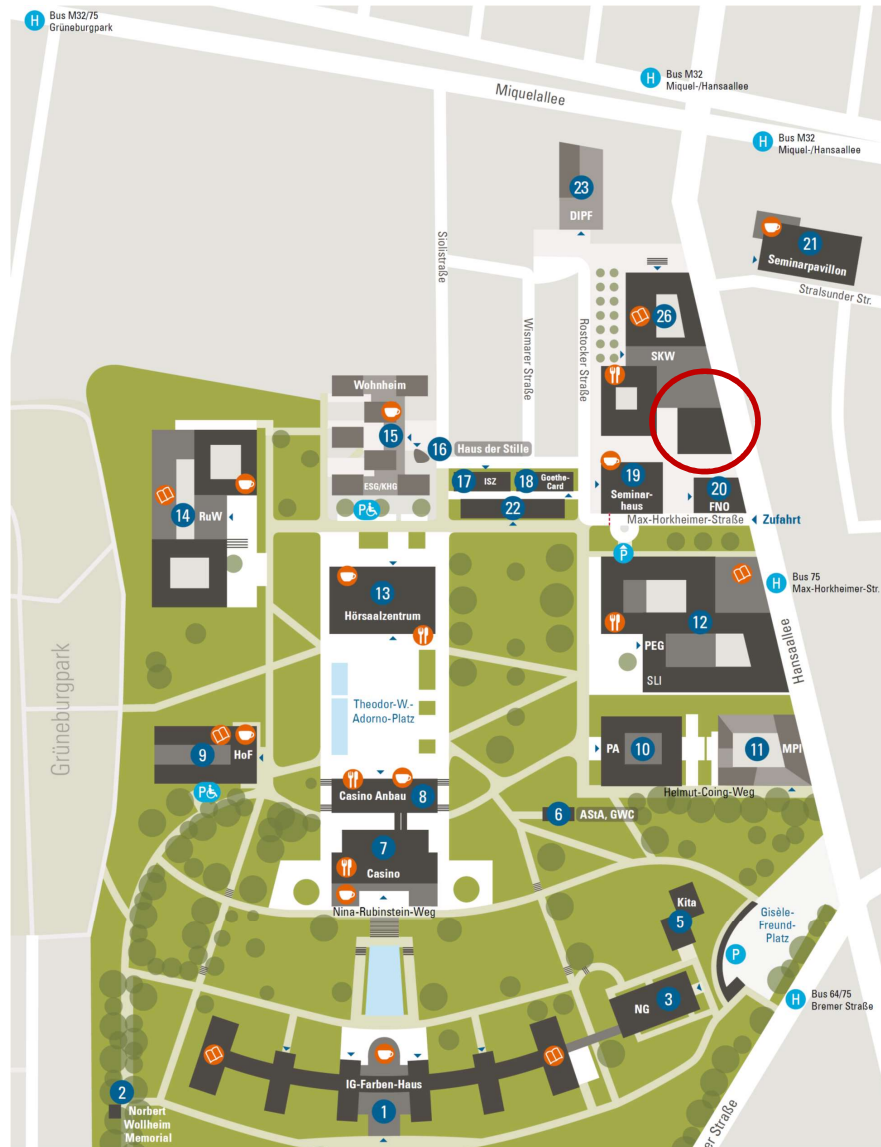 H Bus M32/75
Grüneburgpark
H Bus M32
Miquel-/Hansaallee
Miquelallee
H Bus M32
Miquel-/Hansaallee
23
DIPF
21
Seminarpavillon
Stralsunder Str.
Siolistraße
Wismarer Straße
Rostocker Straße
26
SKW
Wohnheim
15
16 Haus der Stille
ESG/KHG
P
17 ISZ
18 Goethe-
Card
22
19
Seminar-
haus
20
FNO
Max-Horkheimer-Straße
Zufahrt
P
14 RuW
13
Hörsaalzentrum
12
PEG
SLI
H Bus 75
Max-Horkheimer-Str.
Hansaallee
Grüneburgpark
Theodor-W.-
Adorno-Platz
9 HoF
P
PA 10
11 MPI
Helmut-Coing-Weg
Casino Anbau 8
6 AStA, GWC
7
Casino
Nina-Rubinstein-Weg
Kita
5
Gisèle-
Freund-
Platz
P
3
NG
H Bus 64/75
Bremer Straße
IG-Farben-Haus
1
2
Norbert
Wollheim
Memorial